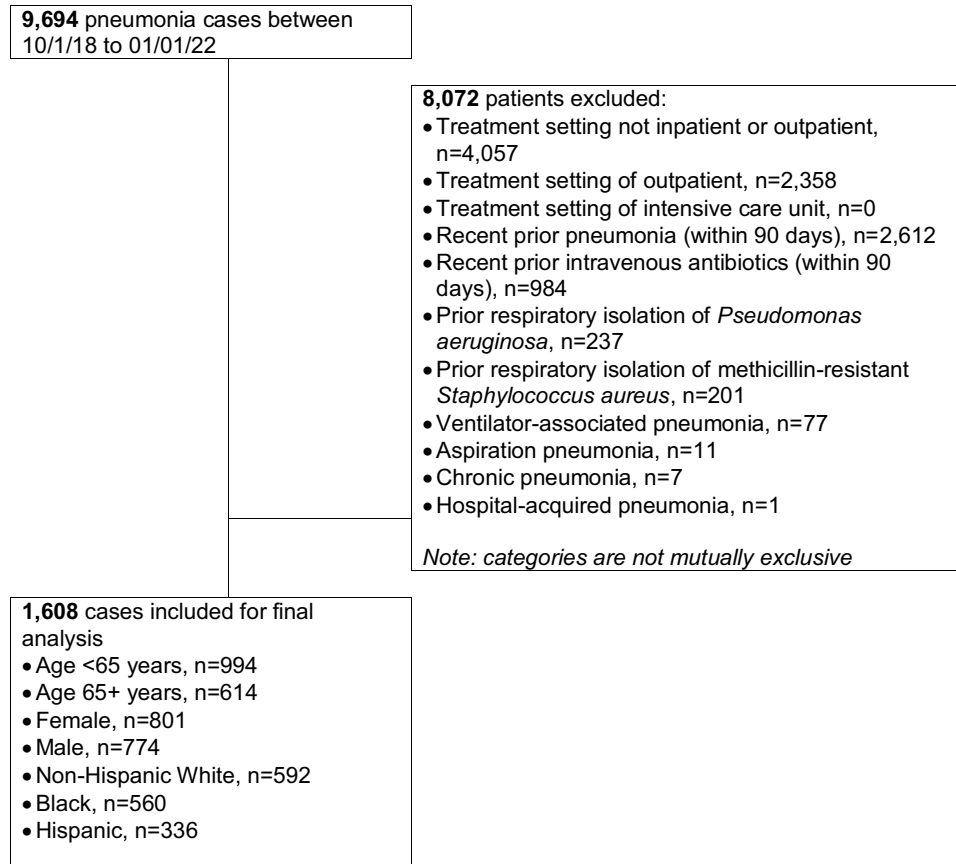 9,694 pneumonia cases between
10/1/18 to 01/01/22
8,072 patients excluded:
• Treatment setting not inpatient or outpatient,
n=4,057
• Treatment setting of outpatient, n=2,358
• Treatment setting of intensive care unit, n=0
• Recent prior pneumonia (within 90 days), n=2,612
• Recent prior intravenous antibiotics (within 90
days), n=984
• Prior respiratory isolation of Pseudomonas
aeruginosa, n=237
• Prior respiratory isolation of methicillin-resistant
Staphylococcus aureus, n=201
• Ventilator-associated pneumonia, n=77
• Aspiration pneumonia, n=11
• Chronic pneumonia, n=7
• Hospital-acquired pneumonia, n=1
Note: categories are not mutually exclusive
1,608 cases included for final
analysis
• Age <65 years, n=994
• Age 65+ years, n=614
• Female, n=801
• Male, n=774
• Non-Hispanic White, n=592
• Black, n=560
• Hispanic, n=336